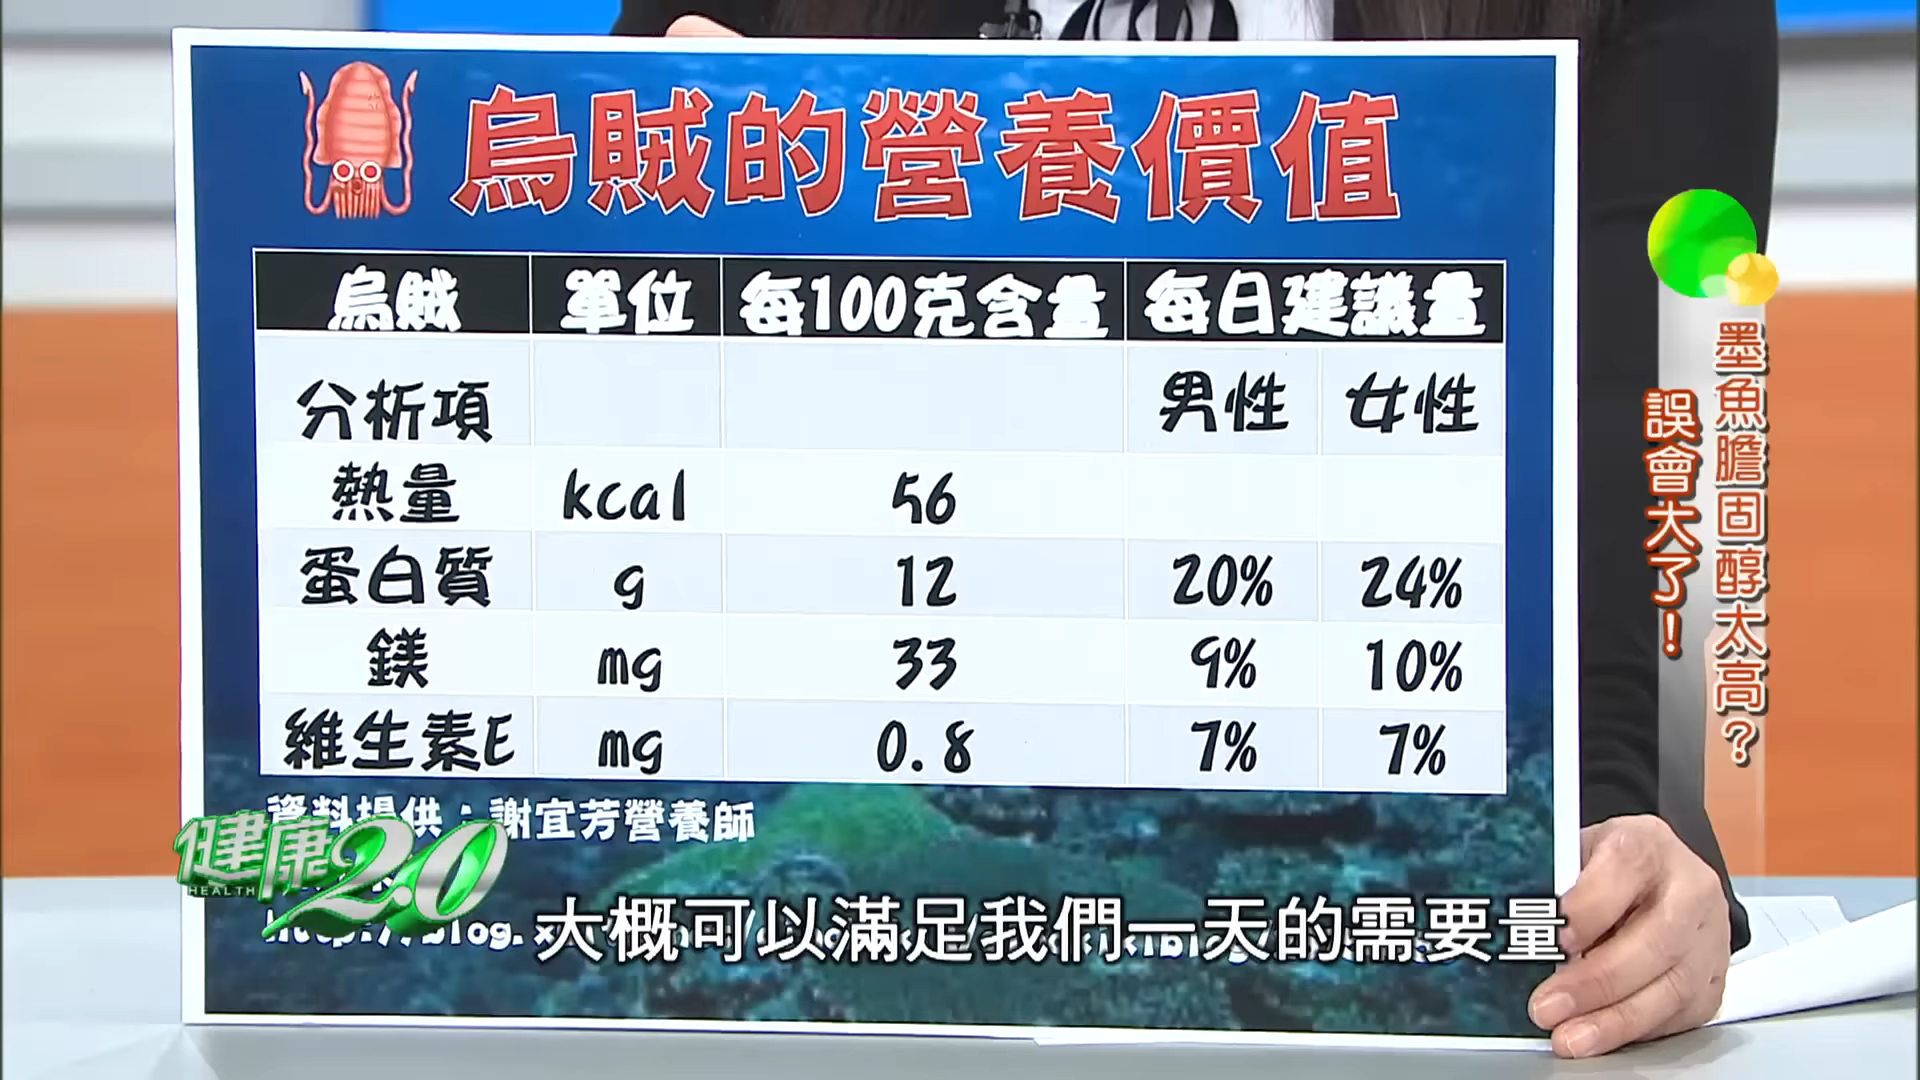 烏賊的營養價值
烏賊 單位 每100克含量 每日建議量
分析項 男性 女性
熱量 kcal 56
蛋白質 g 12 20% 24%
鎂 mg 33 9% 10%
維生素E mg 0.8 7% 7%
資料提供：謝宜芳營養師
健康2.0
HEALTH
大概可以滿足我們一天的需要量
墨魚膽固醇太高？
誤會大了！